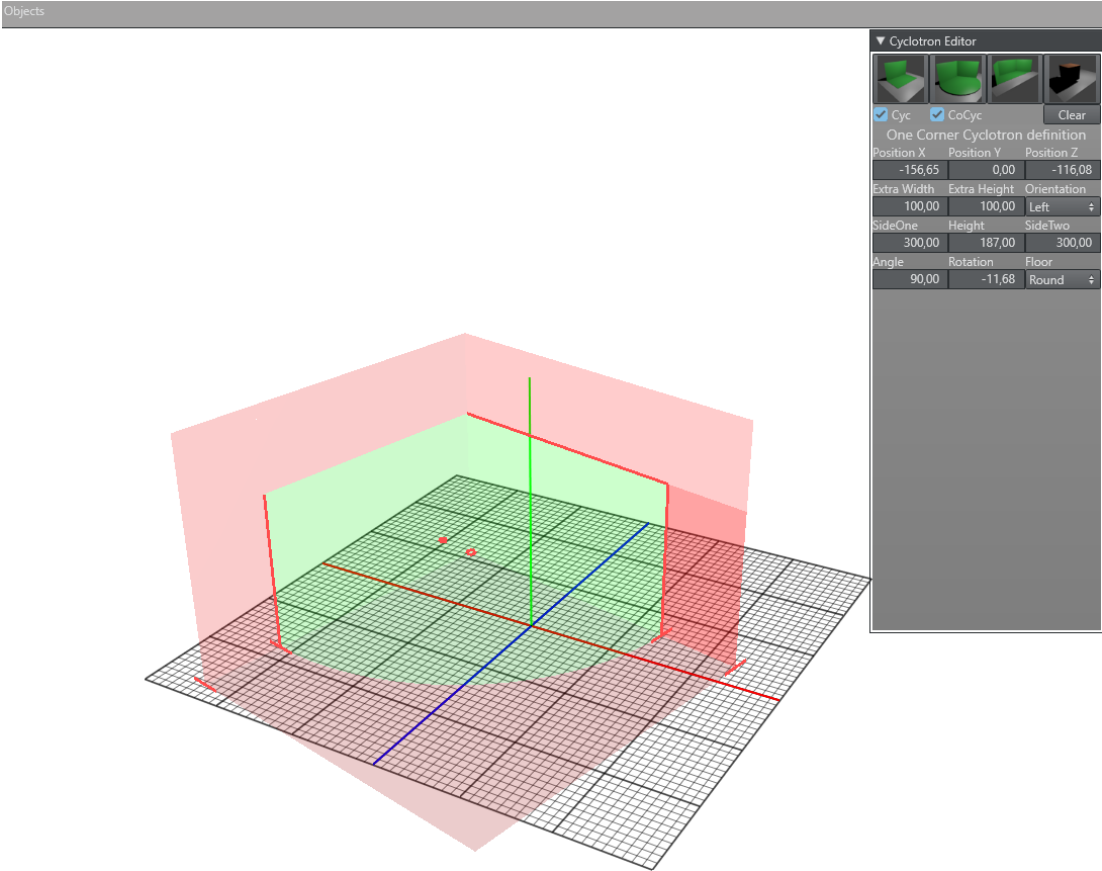 Objects
▼ Cyclotron Editor
Cyc CoCyc Clear
One Corner Cyclotron definition
Position X Position Y Position Z
-156,65 0,00 -116,08
Extra Width Extra Height Orientation
100,00 100,00 Left
SideOne Height SideTwo
300,00 187,00 300,00
Angle Rotation Floor
90,00 -11,68 Round